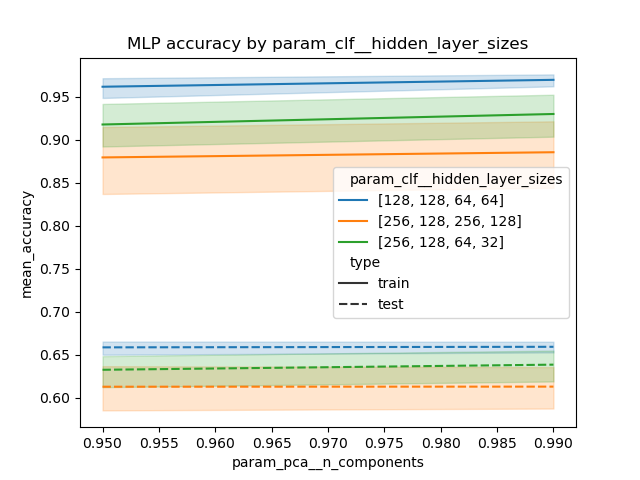 MLP accuracy by param_clf__hidden_layer_sizes
mean_accuracy
0.95
0.90
0.85
0.80
0.75
0.70
0.65
0.60
param_clf__hidden_layer_sizes
[128, 128, 64, 64]
[256, 128, 256, 128]
[256, 128, 64, 32]
type
train
test
0.950 0.955 0.960 0.965 0.970 0.975 0.980 0.985 0.990
param_pca__n_components